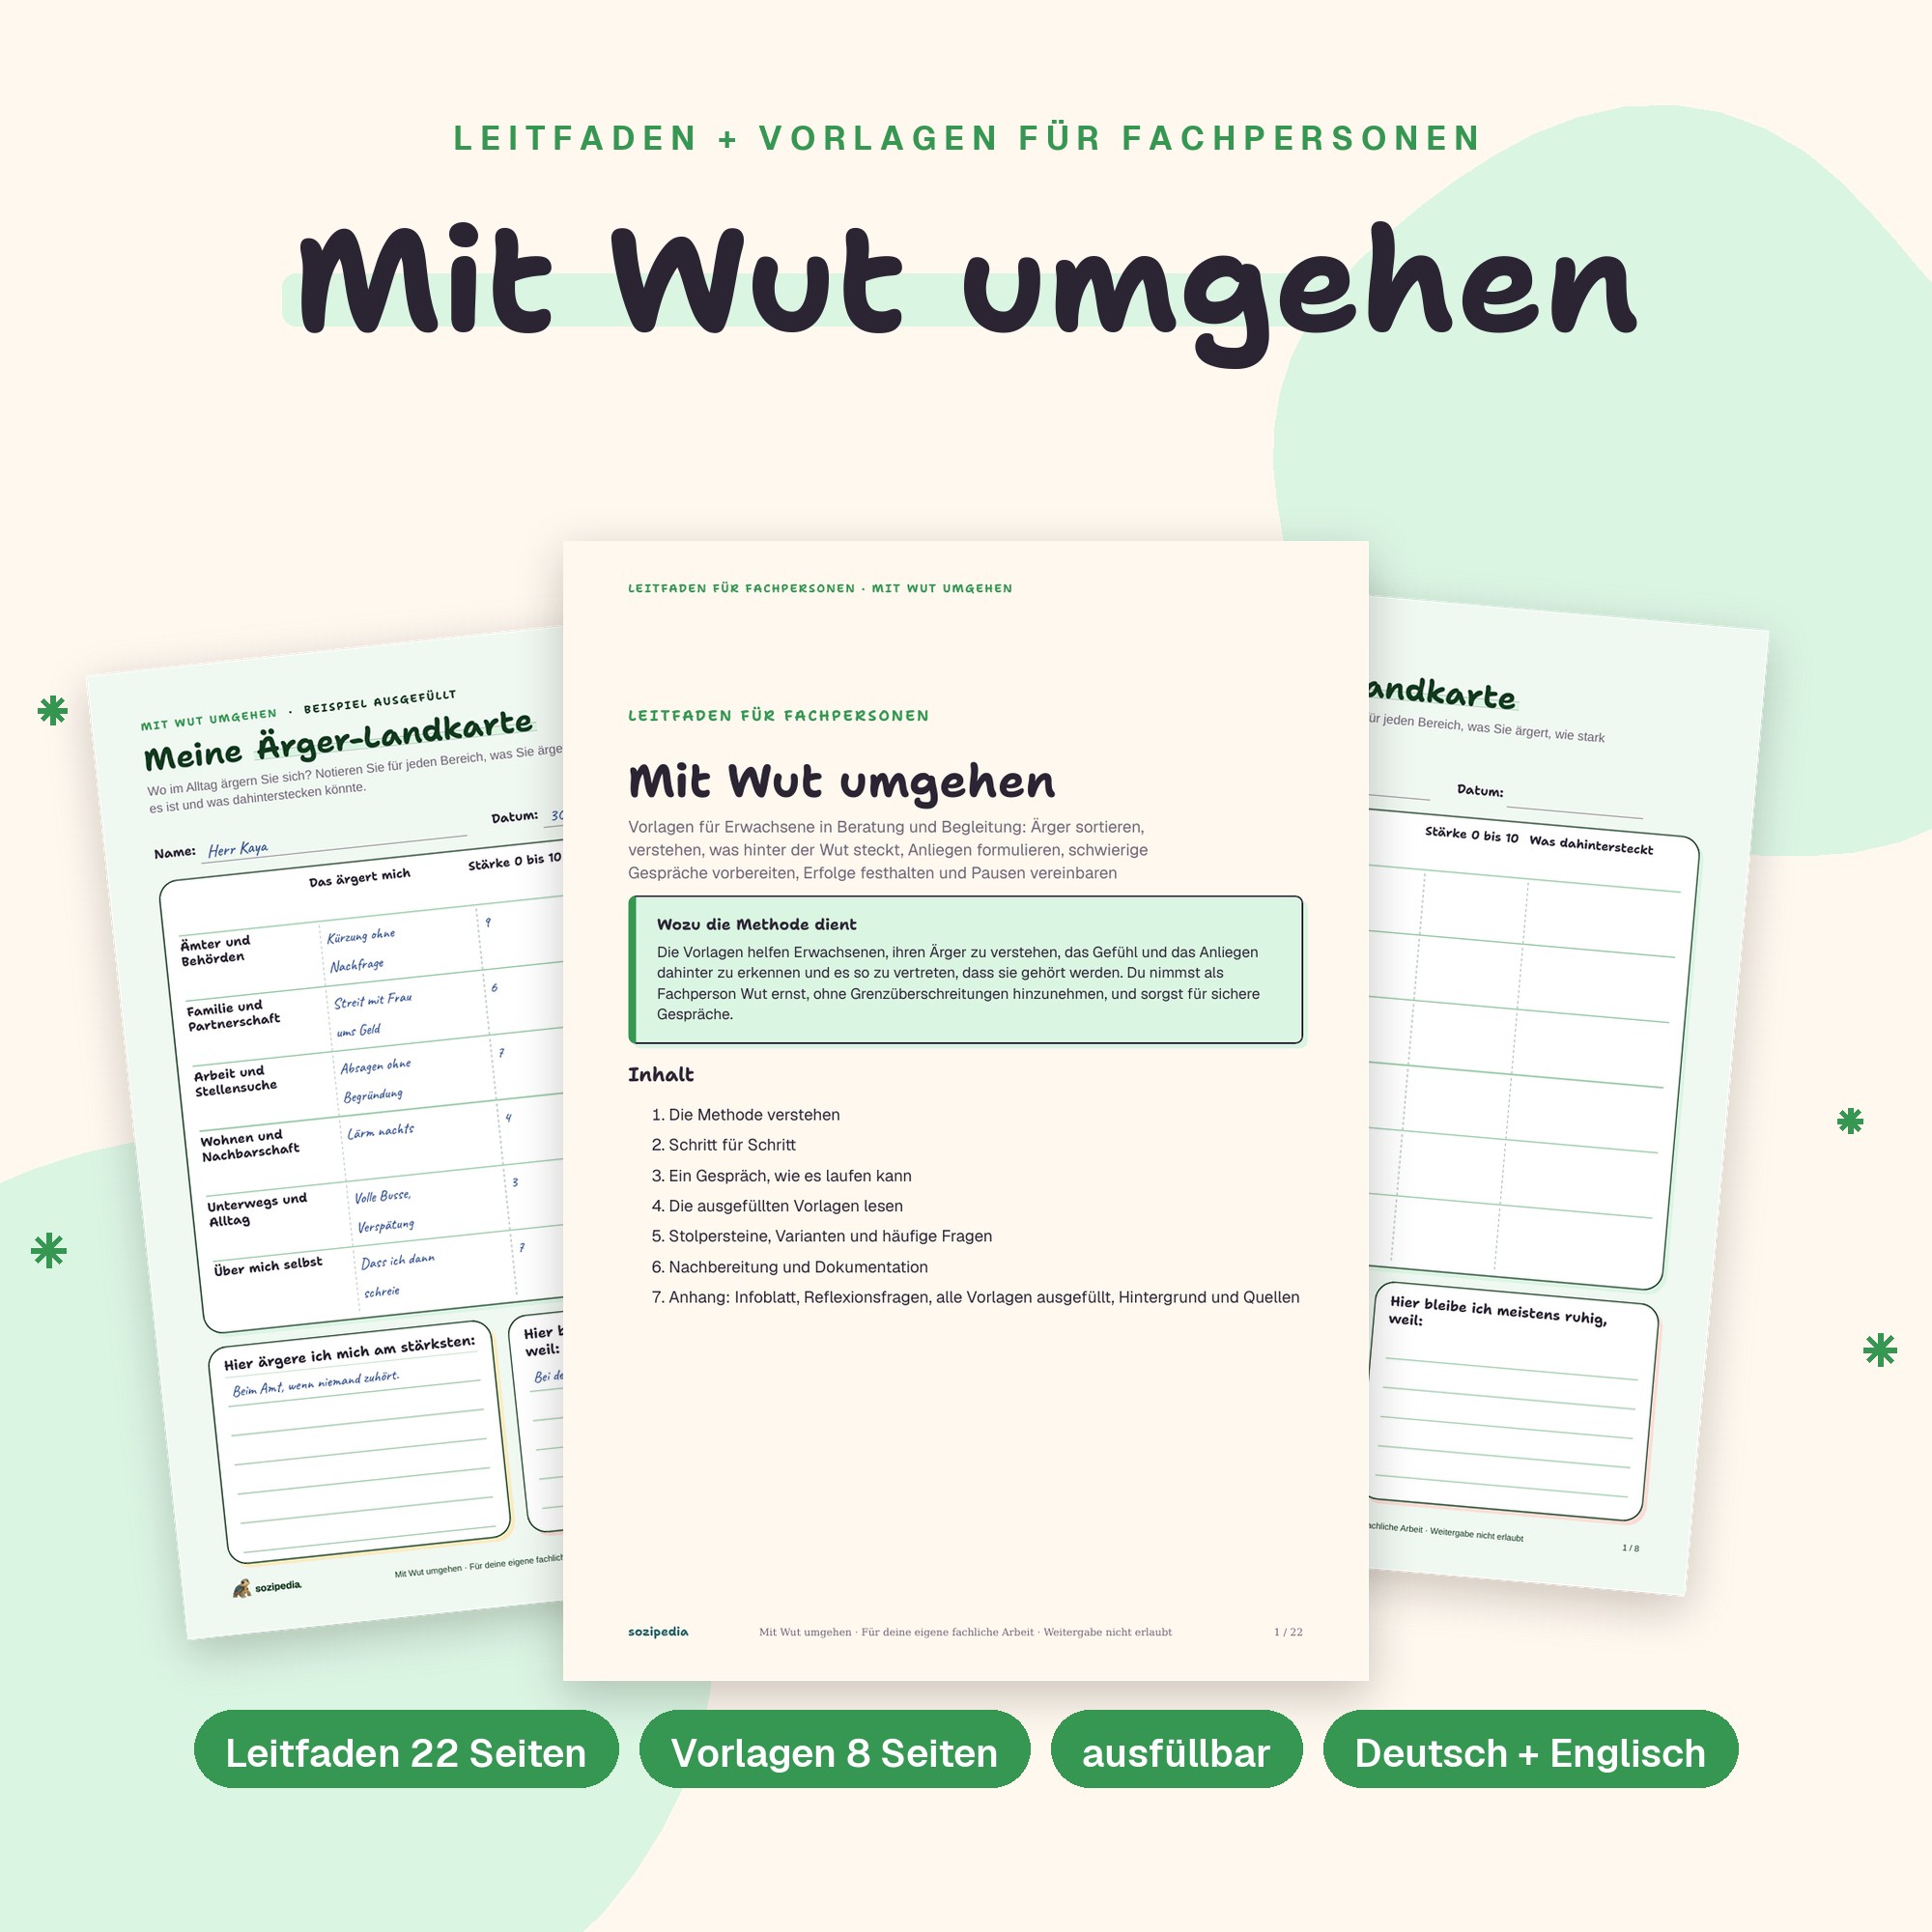 LEITFADEN + VORLAGEN FÜR FACHPERSONEN
Mit Wut umgehen
MIT WUT UMGEHEN · BEISPIEL AUSGEFÜLLT
Meine Ärger-Landkarte
Wo im Alltag ärgern Sie sich? Notieren Sie für jeden Bereich, was Sie
es ist und was dahinterstecken könnte.
Name: Herr Kaya
Datum:
Das ärgert mich
Stärke 0 bis 10
Ämter und
Behörden
Kürzung ohne
Nachfrage
9
Familie und
Partnerschaft
Streit mit Frau
ums Geld
6
Arbeit und
Stellensuche
Absagen ohne
Begründung
7
Wohnen und
Nachbarschaft
Lärm nachts
4
Unterwegs und
Alltag
Volle Busse,
Verspätung
3
Über mich selbst
Dass ich dann
schreie
7
Hier ärgere ich mich am stärksten:
Beim Amt, wenn niemand zuhört.
Hier
weil:
Bei
sozipedia
Mit Wut umgehen · Für deine eigene
LEITFADEN FÜR FACHPERSONEN · MIT WUT UMGEHEN
LEITFADEN FÜR FACHPERSONEN
Mit Wut umgehen
Vorlagen für Erwachsene in Beratung und Begleitung: Ärger sortieren,
verstehen, was hinter der Wut steckt, Anliegen formulieren, schwierige
Gespräche vorbereiten, Erfolge festhalten und Pausen vereinbaren
Wozu die Methode dient
Die Vorlagen helfen Erwachsenen, ihren Ärger zu verstehen, das Gefühl und das Anliegen
dahinter zu erkennen und es so zu vertreten, dass sie gehört werden. Du nimmst als
Fachperson Wut ernst, ohne Grenzüberschreitungen hinzunehmen, und sorgst für sichere
Gespräche.
Inhalt
1. Die Methode verstehen
2. Schritt für Schritt
3. Ein Gespräch, wie es laufen kann
4. Die ausgefüllten Vorlagen lesen
5. Stolpersteine, Varianten und häufige Fragen
6. Nachbereitung und Dokumentation
7. Anhang: Infoblatt, Reflexionsfragen, alle Vorlagen ausgefüllt, Hintergrund und Quellen
sozipedia
Mit Wut umgehen · Für deine eigene fachliche Arbeit · Weitergabe nicht erlaubt
1 / 22
andkarte
für jeden Bereich, was Sie ärgert, wie stark
Datum:
Stärke 0 bis 10
Was dahintersteckt
Hier bleibe ich meistens ruhig,
weil:
Arbeit · Weitergabe nicht erlaubt
1 / 8
Leitfaden 22 Seiten
Vorlagen 8 Seiten
ausfüllbar
Deutsch + Englisch